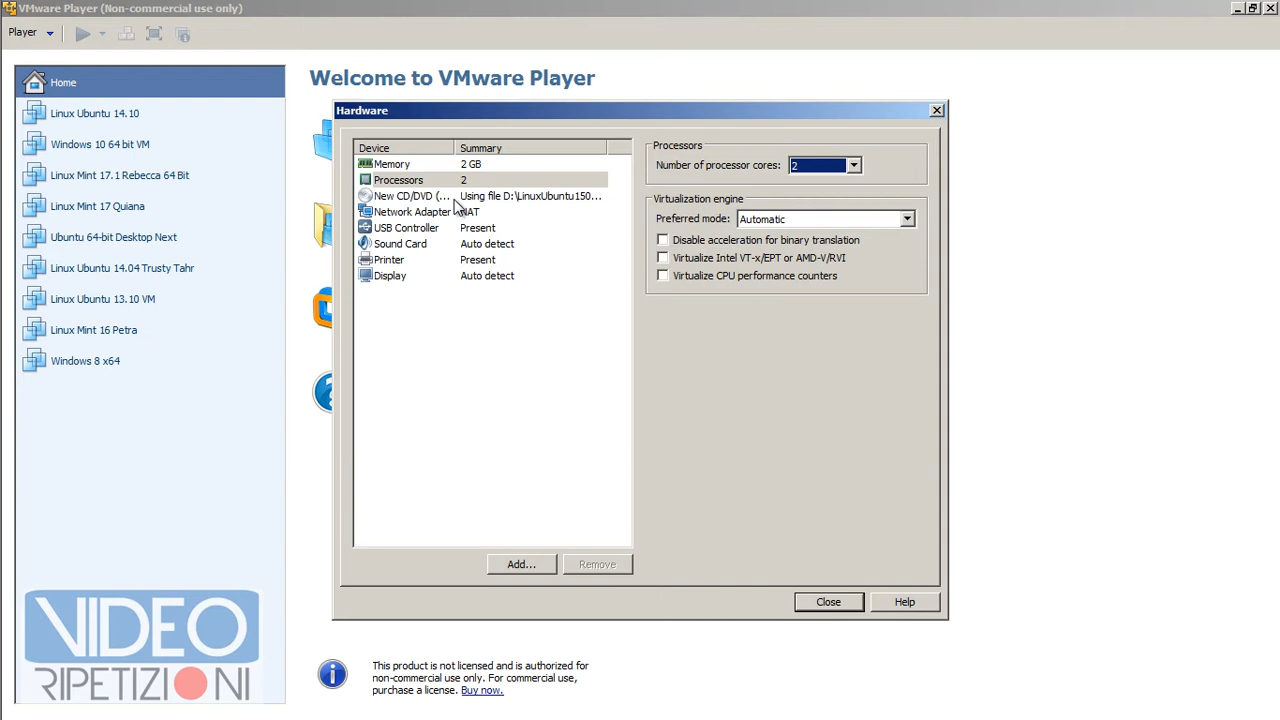 VMware Player (Non-commercial use only)
Player
Home
Linux Ubuntu 14.10
Windows 10 64 bit VM
Linux Mint 17.1 Rebecca 64 Bit
Linux Mint 17 Quiana
Ubuntu 64-bit Desktop Next
Linux Ubuntu 14.04 Trusty Tahr
Linux Ubuntu 13.10 VM
Linux Mint 16 Petra
Windows 8 x64
VIDEO
RIPETIZIONI
Welcome to VMware Player
Hardware
Device Summary
Memory 2 GB
Processors 2
New CD/DVD (... Using file D:\LinuxUbuntu150...
Network Adapter NAT
USB Controller Present
Sound Card Auto detect
Printer Present
Display Auto detect
Add... Remove
Processors
Number of processor cores: 2
Virtualization engine
Preferred mode: Automatic
Disable acceleration for binary translation
Virtualize Intel VT-x/EPT or AMD-V/RVI
Virtualize CPU performance counters
Close Help
This product is not licensed and is authorized for
non-commercial use only. For commercial use,
purchase a license. Buy now.